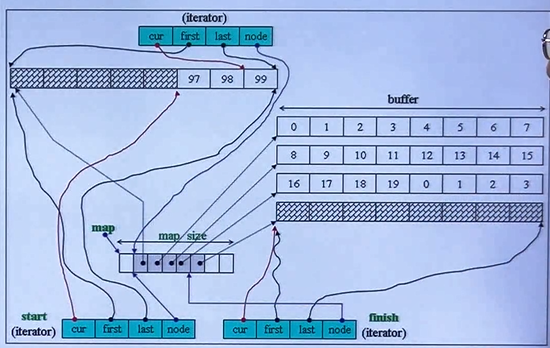 (iterator)
cur first last node
97 98 99
buffer
0 1 2 3 4 5 6 7
8 9 10 11 12 13 14 15
16 17 18 19 0 1 2 3
map
map size
start
(iterator)
cur first last node
cur first last node
finish
(iterator)